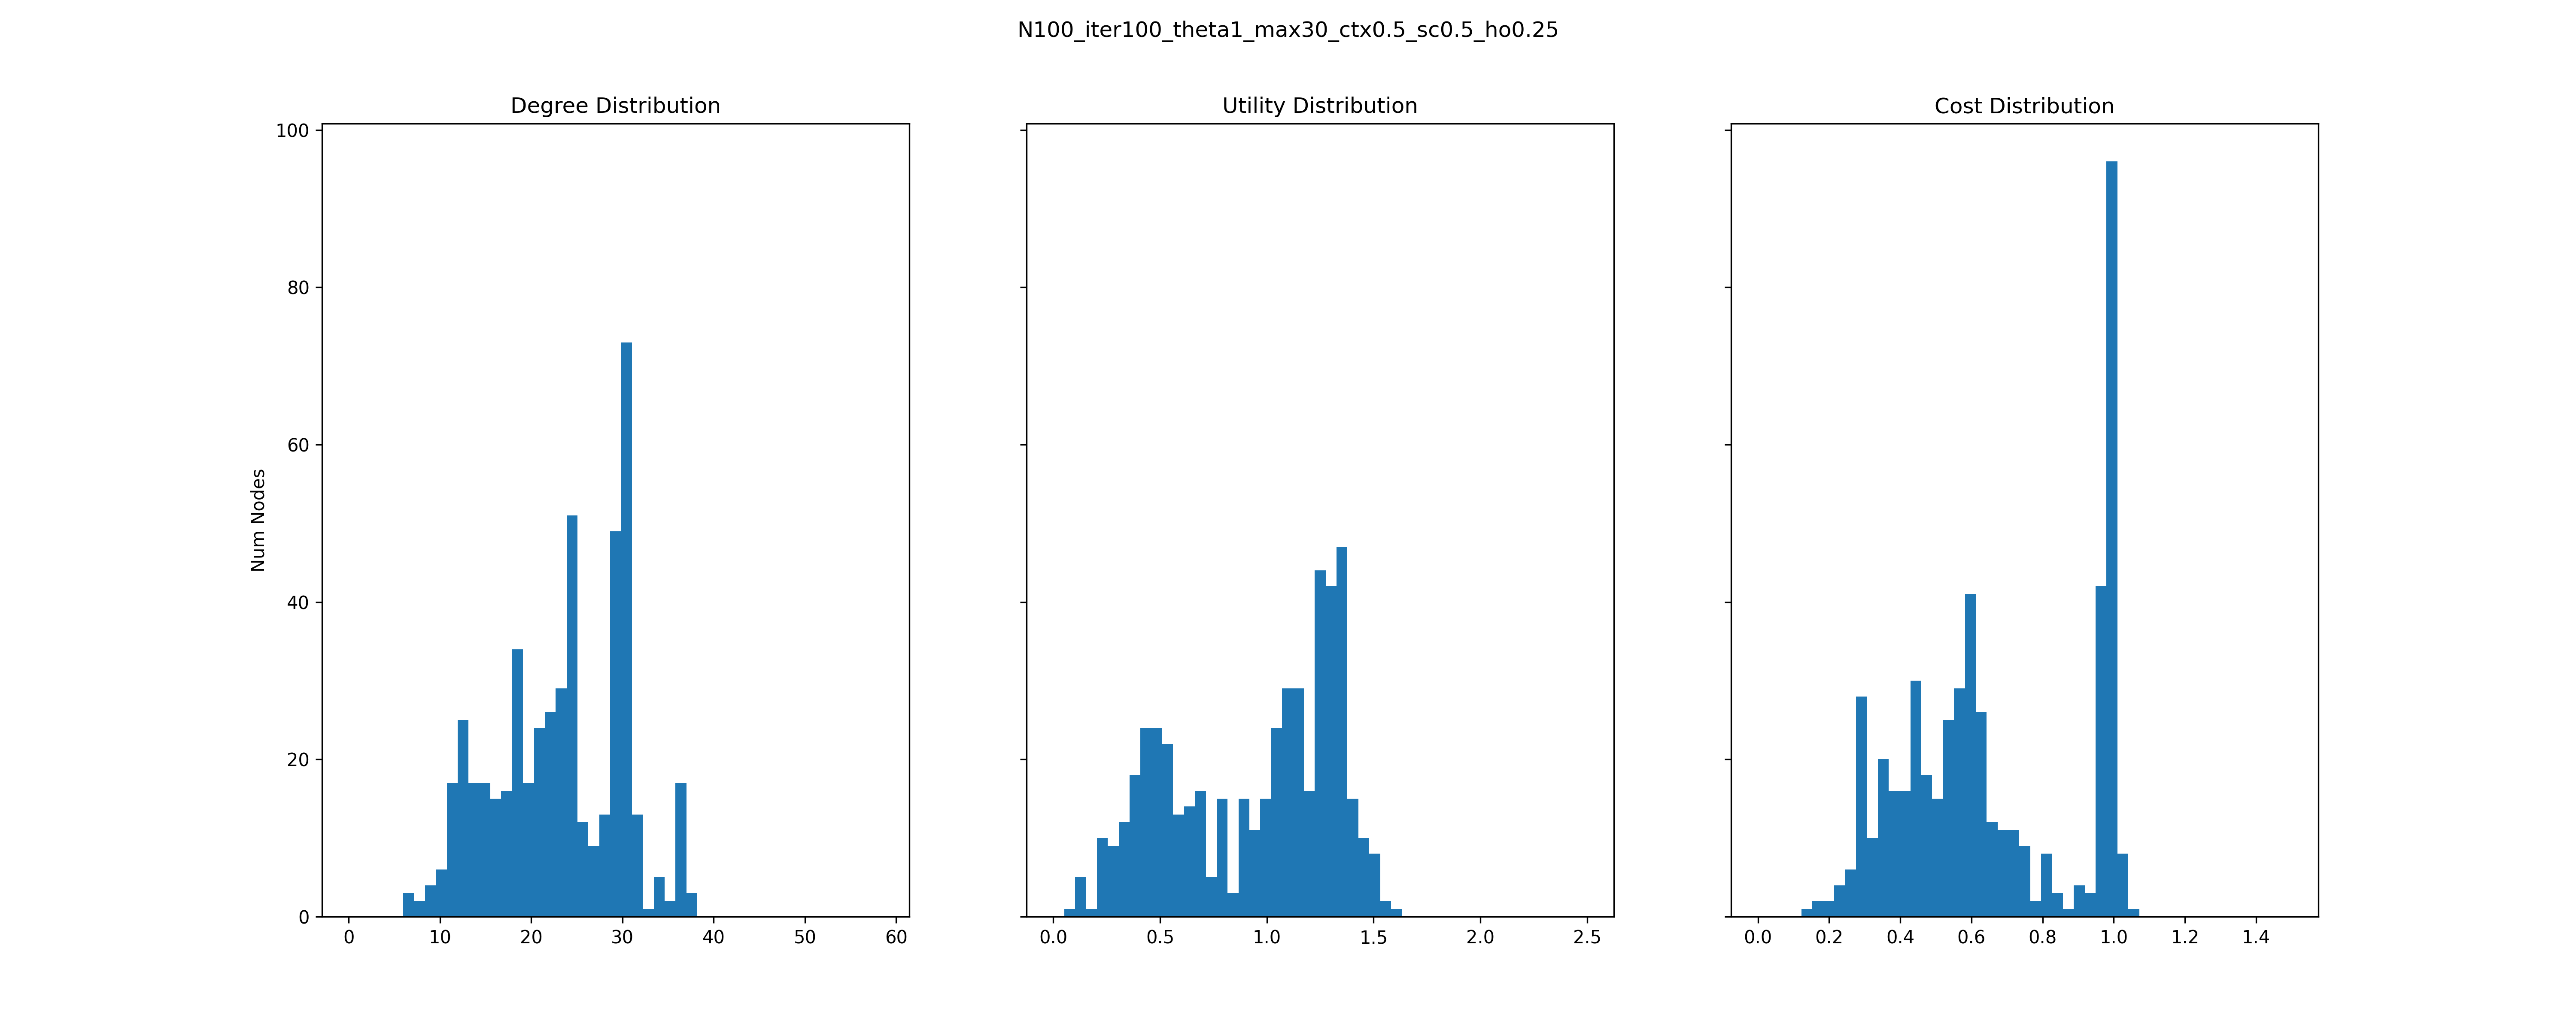 N100_iter100_theta1_max30_ctx0.5_sc0.5_ho0.25
Degree Distribution
Utility Distribution
Cost Distribution
Num Nodes
100
80
60
40
20
0
0 10 20 30 40 50 60
0.0 0.5 1.0 1.5 2.0 2.5
0.0 0.2 0.4 0.6 0.8 1.0 1.2 1.4